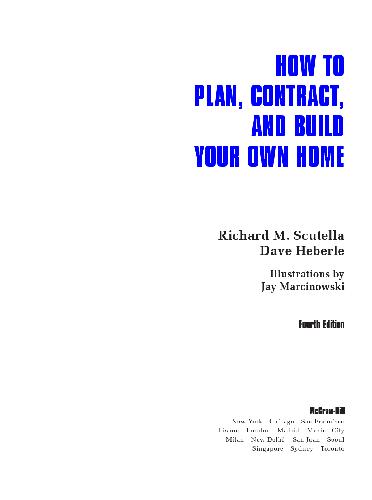 HOW TO
PLAN, CONTRACT,
AND BUILD
YOUR OWN HOME
Richard M. Scutella
Dave Heberle
Illustrations by
Jay Marcinowski
Fourth Edition
McGraw-Hill
New York Chicago San Francisco
Lisbon London Madrid Mexico City
Milan New Delhi San Juan Seoul
Singapore Sydney Toronto